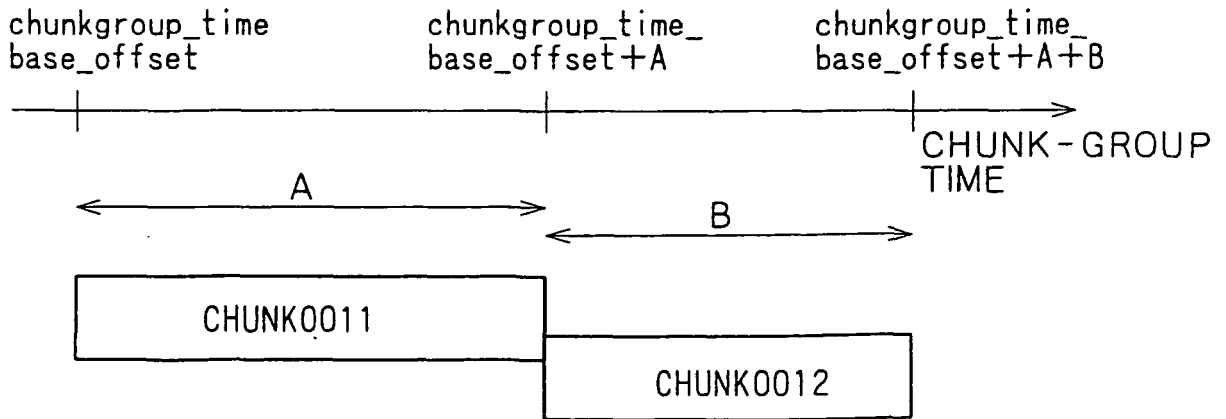 chunkgroup_time
base_offset
chunkgroup_time_
base_offset+A
chunkgroup_time_
base_offset+A+B
CHUNK-GROUP
TIME
A
B
CHUNK0011
CHUNK0012